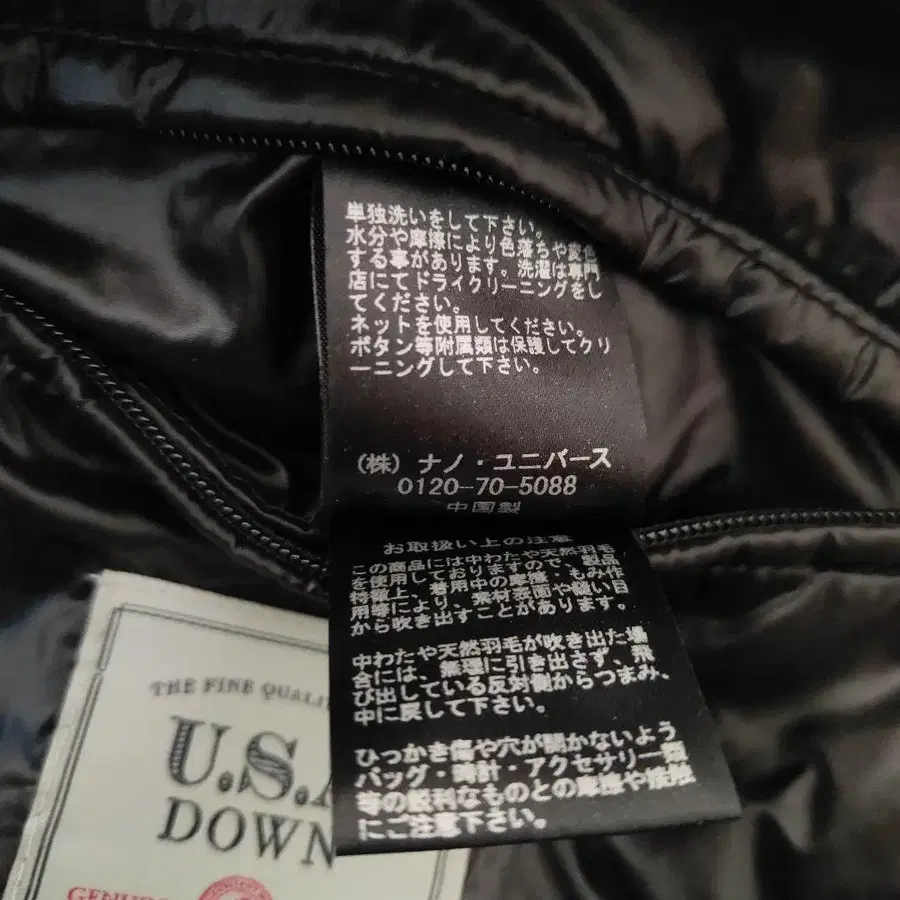 単独洗いをして下さい。
水分や摩擦により色落ちや変色
する事があります。洗濯は専門
店にてドライクリーニングをし
てください。
ネットを使用してください。
ボタン等附属類は保護してクリ
ーニングして下さい。
(株) ナノ・ユニバース
0120-70-5088
中国製
お取扱い上の注意
この商品には中わたや天然羽毛
を使用しておりますので、製品
特徴上、着用中の摩擦・もみ作
用等により、素材表面や縫い目
から吹き出すことがあります。
中わたや天然羽毛が吹き出た場
合には、無理に引き出さず、飛
び出している反対側からつまみ、
中に戻して下さい。
ひっかき傷や穴が開かないよう
バッグ・時計・アクセサリー類
等の鋭利なものとの摩擦や接触
にご注意下さい。
THE FINE QUALI
U.S.
DOWN
GENU